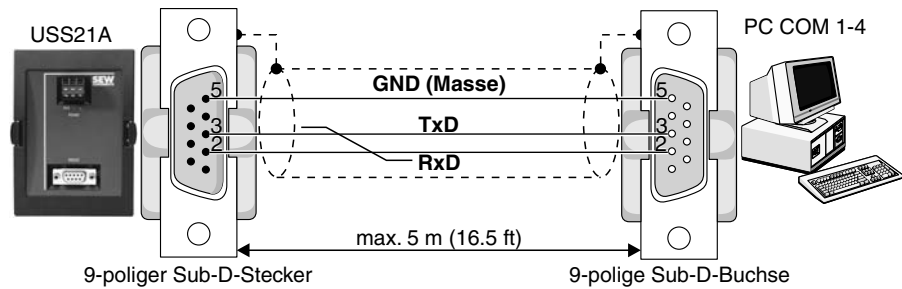 USS21A
PC COM 1-4
SEW
5
GND (Masse)
5
3
TxD
3
2
RxD
2
max. 5 m (16.5 ft)
9-poliger Sub-D-Stecker
9-polige Sub-D-Buchse